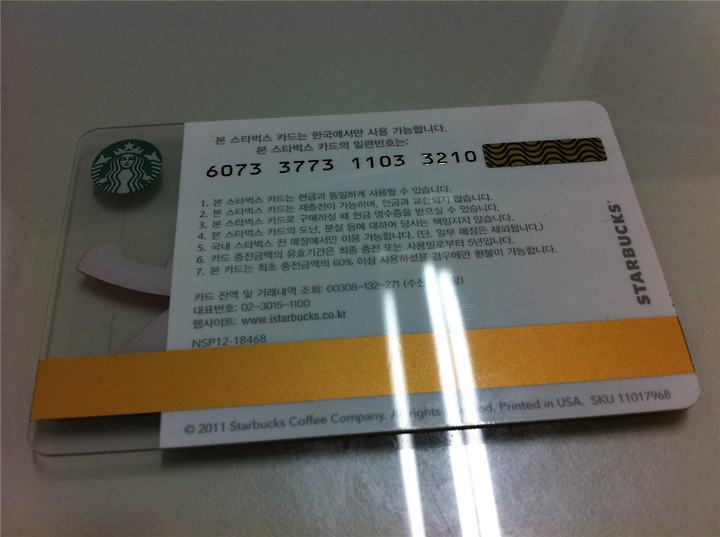 본 스타벅스 카드는 한국에서만 사용 가능합니다.
본 스타벅스 카드의 일련번호는:
6073 3773 1103 3210
1. 본 스타벅스 카드는 현금과 동일하게 사용할 수 있습니다.
2. 본 스타벅스 카드는 재충전이 가능하며, 현금과 교환되지 않습니다.
3. 본 스타벅스 카드로 구매하실 때 현금 영수증을 받으실 수 있습니다.
4. 본 스타벅스 카드의 도난, 분실 등에 대하여 당사는 책임지지 않습니다.
5. 국내 스타벅스 전 매장에서만 이용 가능합니다. (단, 일부 매장은 제외됩니다.)
6. 카드 충전금액의 유효기간은 최종 충전 또는 사용일로부터 5년입니다.
7. 본 카드는 최초 충전금액의 60% 이상 사용하셨을 경우에만 환불이 가능합니다.
카드 잔액 및 거래내역 조회: 00308-132-271
대표번호: 02-3015-1100
웹사이트: www.istarbucks.co.kr
NSP12-18468
STARBUCKS
© 2011 Starbucks Coffee Company. All rights reserved. Printed in USA. SKU 11017968